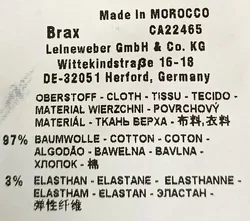 Made In MOROCCO
Brax CA22465
Leineweber GmbH & Co. KG
Wittekindstraße 16-18
DE-32051 Herford, Germany
OBERSTOFF - CLOTH - TISSU - TECIDO -
MATERIAL WIERZCHNI - POVRCHOVÝ
MATERIÁL - ТКАНЬ ВЕРХА - 布料,衣料
97% BAUMWOLLE - COTTON - COTON -
ALGODÃO - BAWEŁNA - BAVLNA -
ХЛОПОК - 棉
3% ELASTHAN - ELASTANE - ELASTHANNE -
ELASTHAM - ELASTAN - ЭЛАСТАН -
弹性纤维